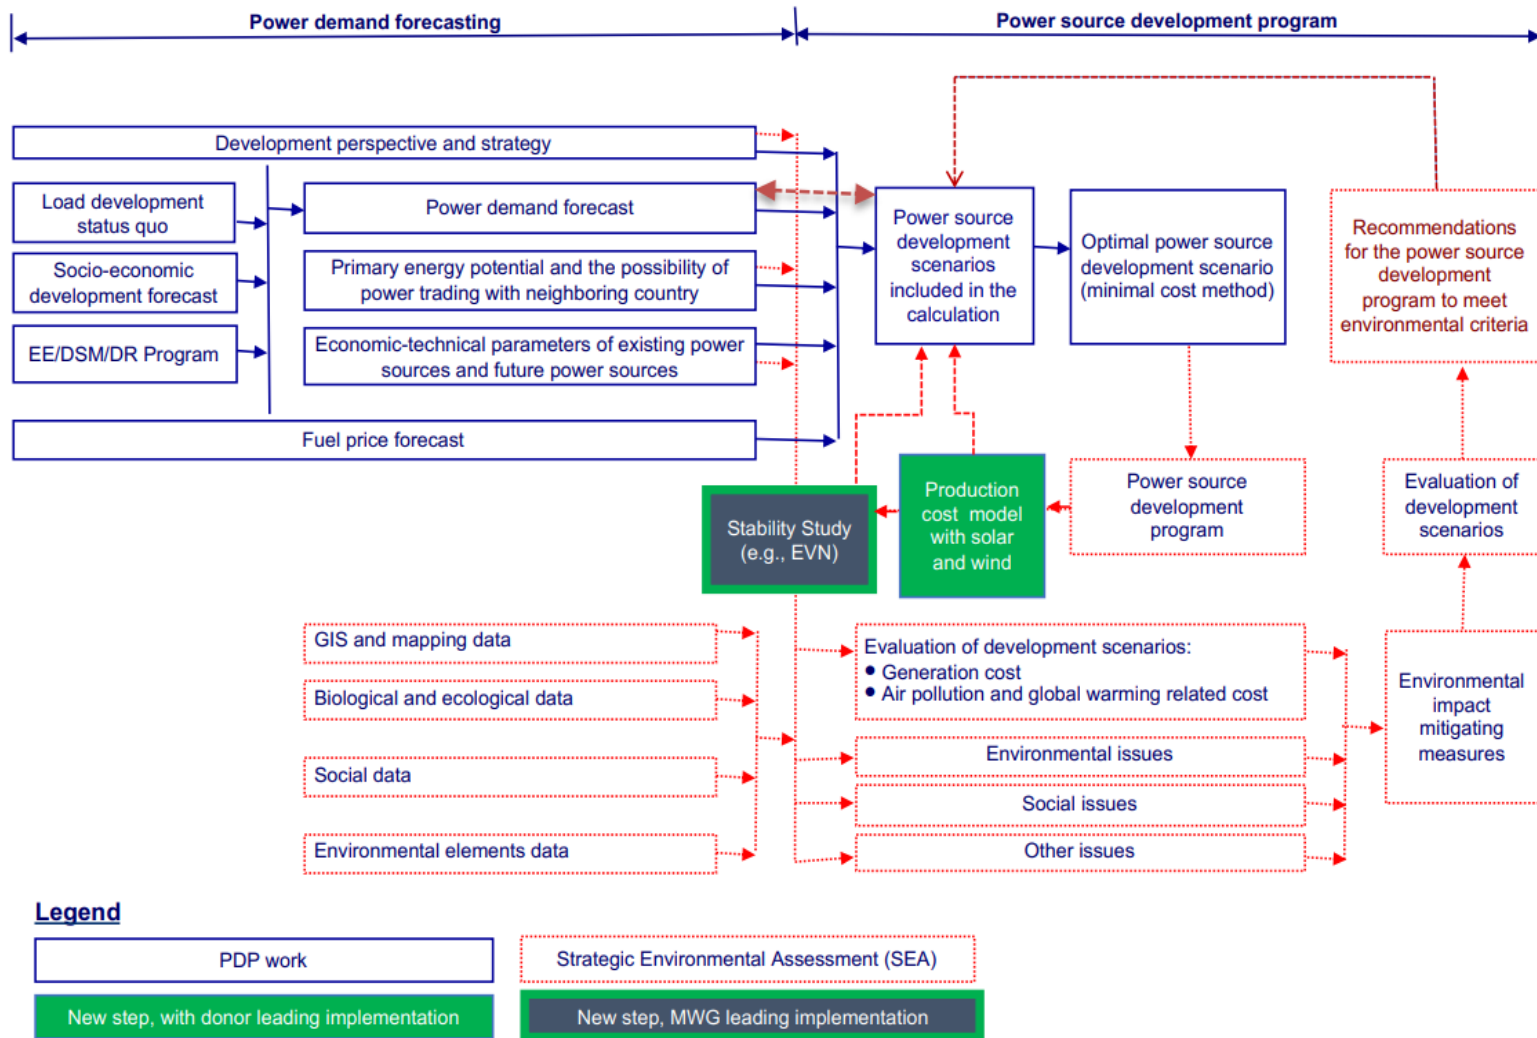 Power demand forecasting
Power source development program
Development perspective and strategy
Load development
status quo
Socio-economic
development forecast
EE/DSM/DR Program
Power demand forecast
Primary energy potential and the possibility of
power trading with neighboring country
Economic-technical parameters of existing power
sources and future power sources
Fuel price forecast
Power source
development
scenarios
included in the
calculation
Optimal power source
development scenario
(minimal cost method)
Recommendations
for the power source
development
program to meet
environmental criteria
Stability Study
(e.g., EVN)
Production
cost model
with solar
and wind
Power source
development
program
Evaluation of
development
scenarios
GIS and mapping data
Biological and ecological data
Social data
Environmental elements data
Evaluation of development scenarios:
● Generation cost
● Air pollution and global warming related cost
Environmental issues
Social issues
Other issues
Environmental
impact
mitigating
measures
Legend
PDP work
Strategic Environmental Assessment (SEA)
New step, with donor leading implementation
New step, MWG leading implementation